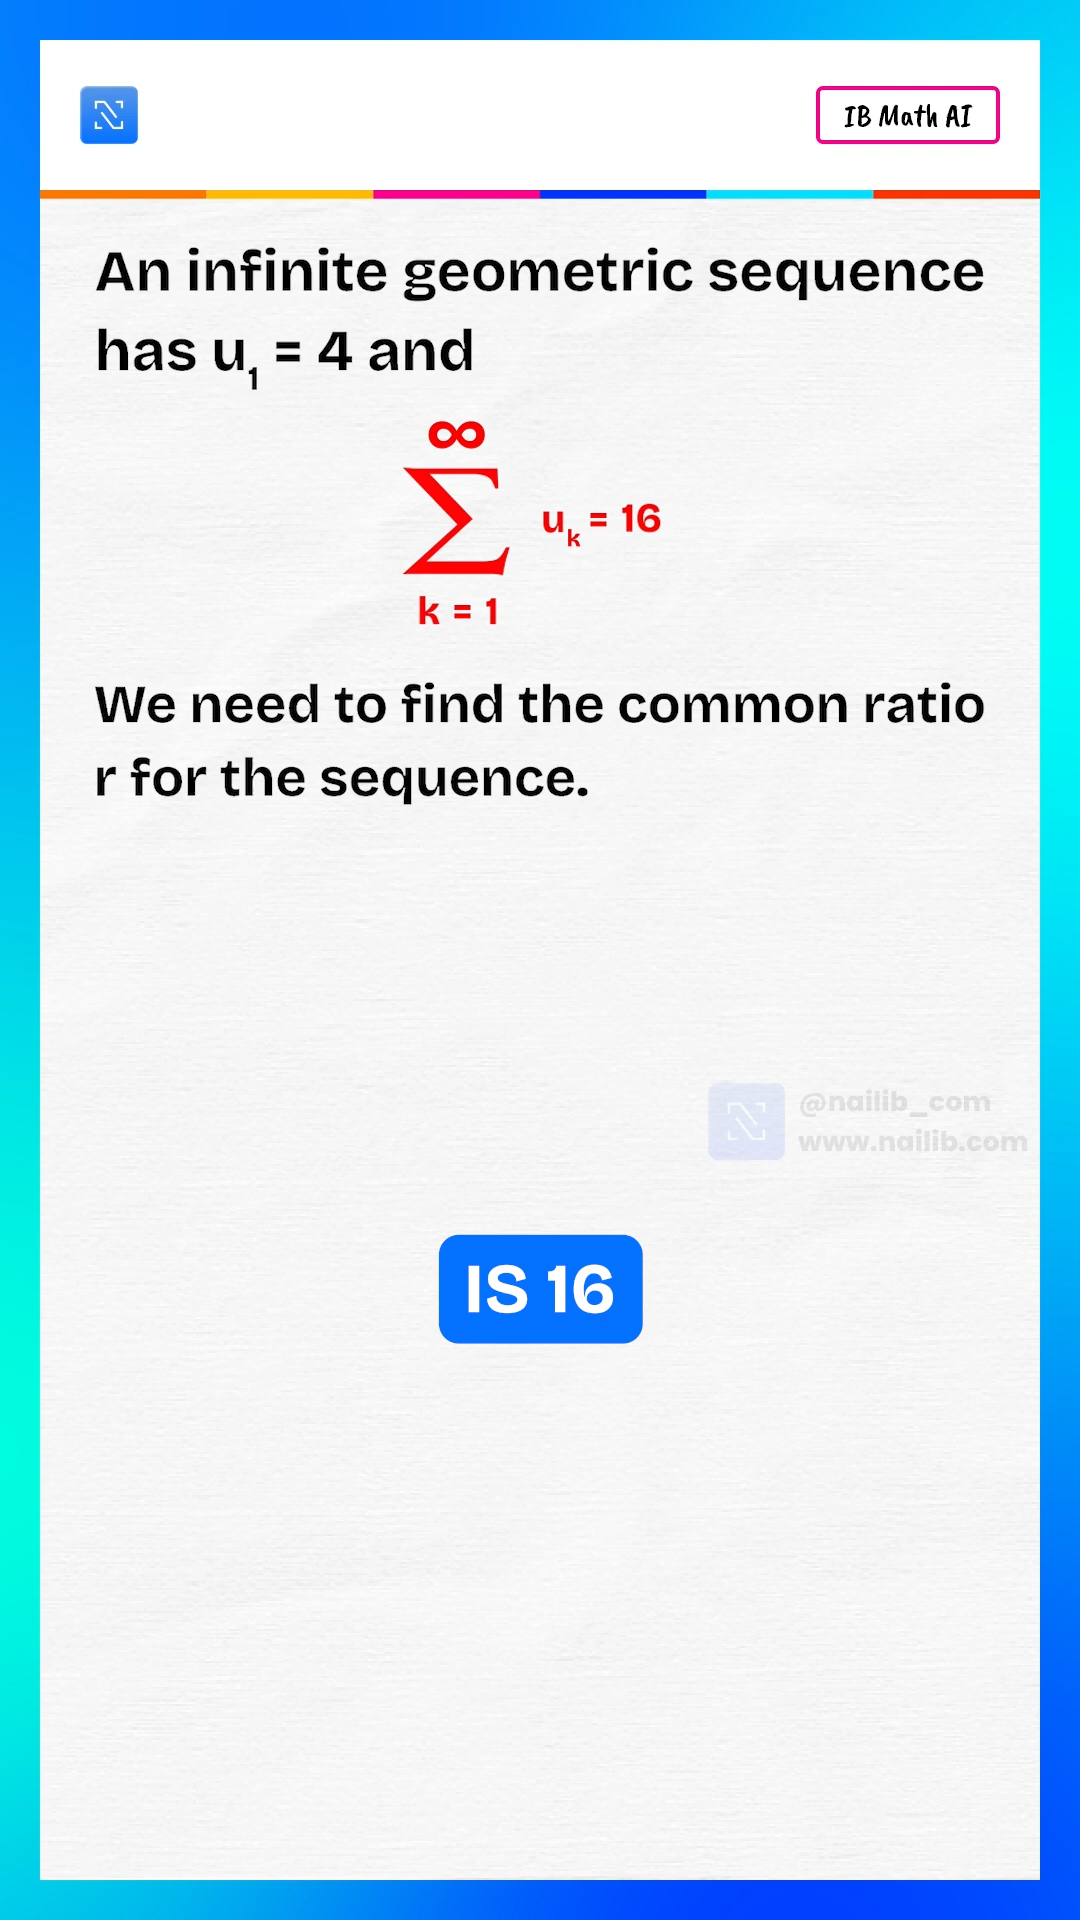 IB Math AI
An infinite geometric sequence
has u₁ = 4 and
∞
∑ uₖ = 16
k = 1
We need to find the common ratio
r for the sequence.
@nailib_com
www.nailib.com
IS 16